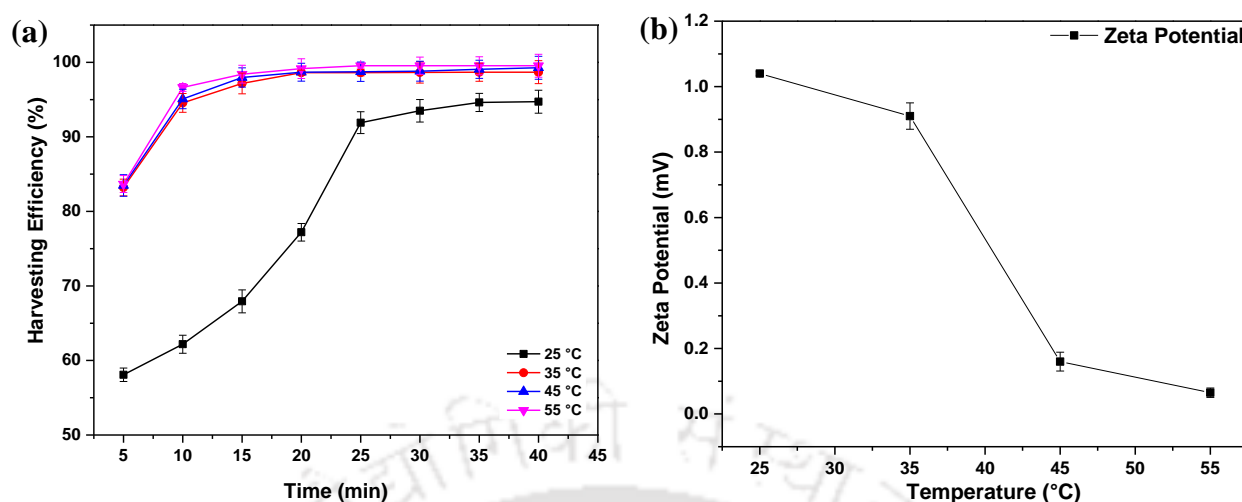 (a)
100
90
80
70
60
50
Harvesting Efficiency (%)
5 10 15 20 25 30 35 40 45
Time (min)
25 °C
35 °C
45 °C
55 °C
(b)
Zeta Potential
1.2
1.0
0.8
0.6
0.4
0.2
0.0
Zeta Potential (mV)
25 30 35 40 45 50 55
Temperature (°C)